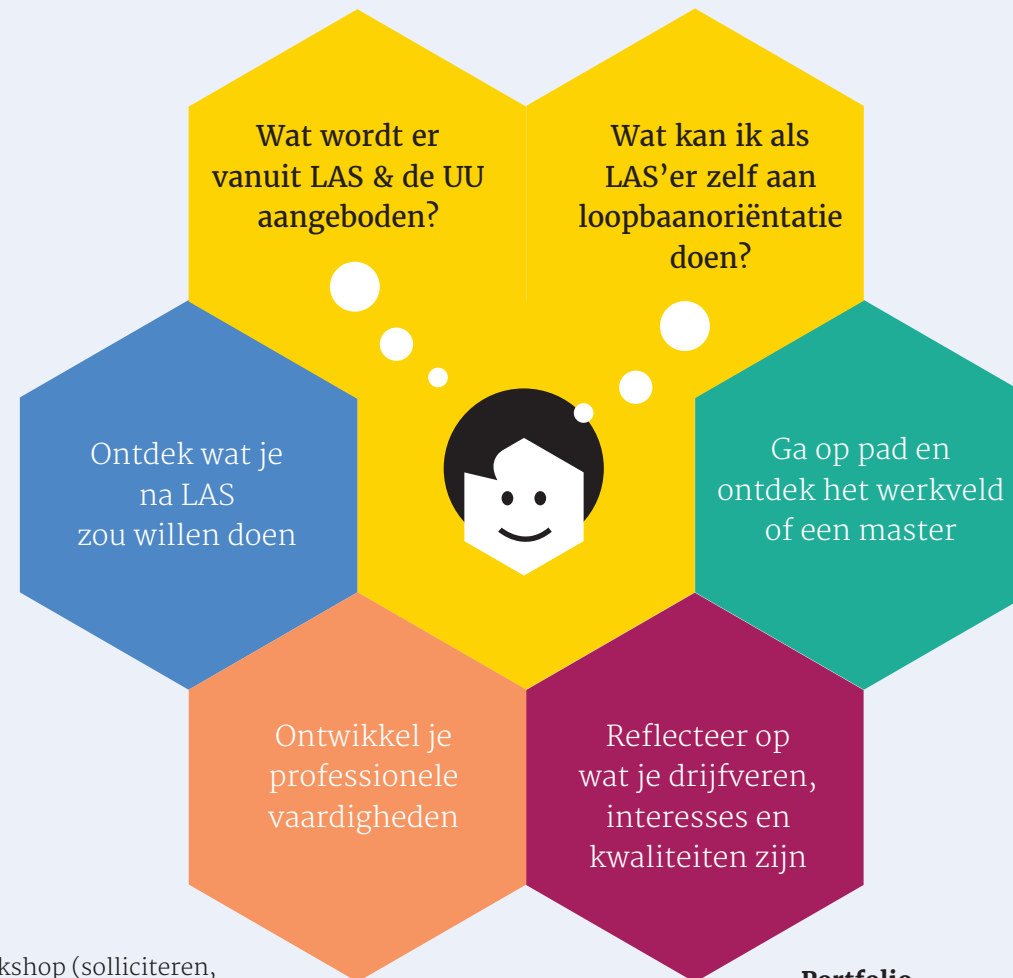 Wat wordt er
vanuit LAS & de UU
aangeboden?
Wat kan ik als
LAS’er zelf aan
loopbaanoriëntatie
doen?
Ontdek wat je
na LAS
zou willen doen
Ga op pad en
ontdek het werkveld
of een master
Ontwikkel je
professionele
vaardigheden
Reflecteer op
wat je drijfveren,
interesses en
kwaliteiten zijn
kshop (solliciteren,